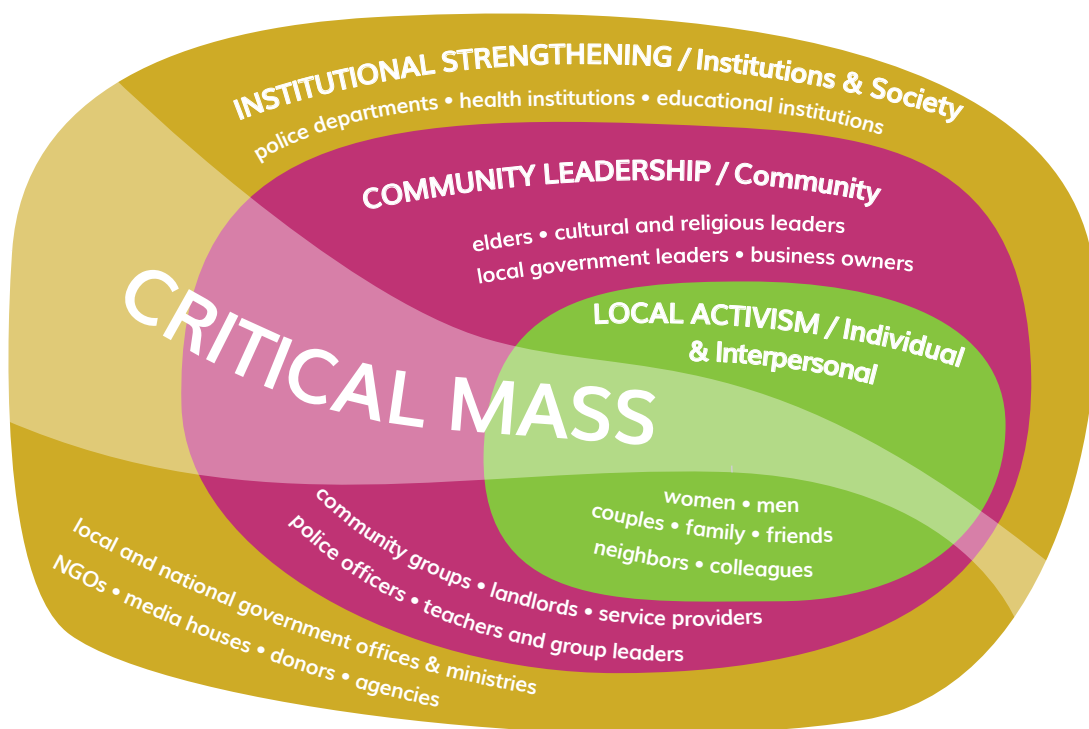 INSTITUTIONAL STRENGTHENING / Institutions & Society
police departments • health institutions • educational institutions
COMMUNITY LEADERSHIP / Community
elders • cultural and religious leaders
local government leaders • business owners
LOCAL ACTIVISM / Individual
& Interpersonal
CRITICAL MASS
women • men
couples • family • friends
neighbors • colleagues
community groups • landlords • service providers
police officers • teachers and group leaders
local and national government offices & ministries
NGOs • media houses • donors • agencies